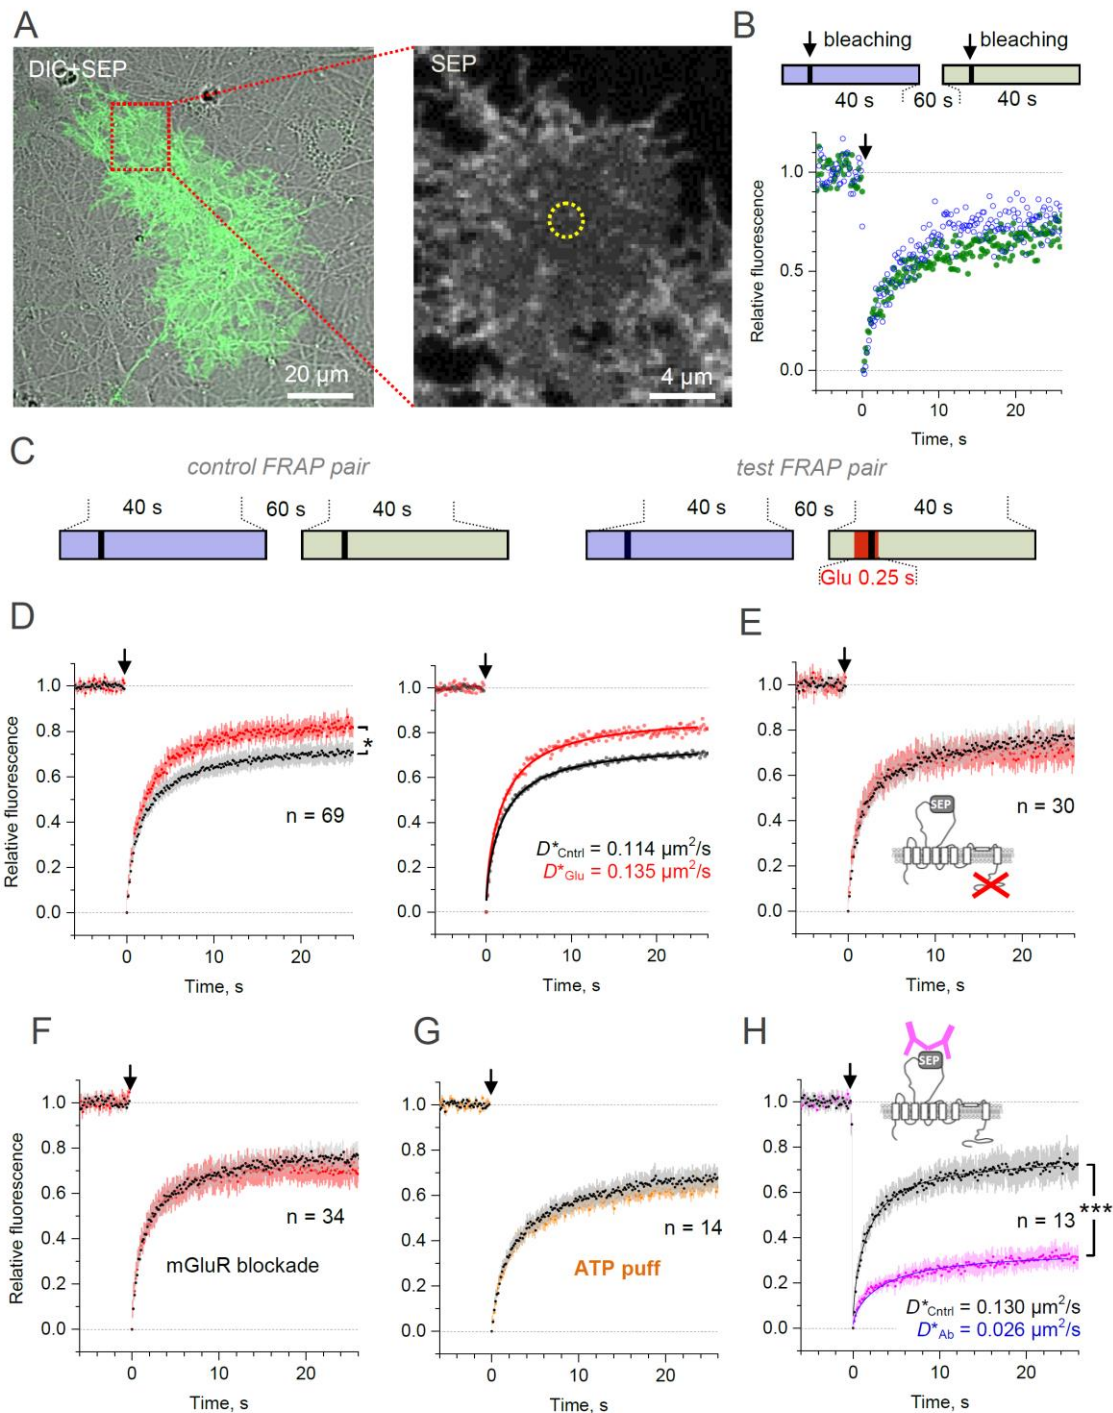 A
DIC+SEP
20 µm
SEP
4 µm
B
bleaching
bleaching
40 s
60 s
40 s
Relative fluorescence
1.0
0.5
0.0
0
10
20
Time, s
C
control FRAP pair
40 s
60 s
40 s
test FRAP pair
40 s
60 s
40 s
Glu 0.25 s
D
Relative fluorescence
1.0
0.8
0.6
0.4
0.2
0.0
*
n = 69
0
10
20
Time, s
1.0
0.8
0.6
0.4
0.2
0.0
D*Cntrl = 0.114 µm²/s
D*Glu = 0.135 µm²/s
0
10
20
Time, s
E
1.0
0.8
0.6
0.4
0.2
0.0
SEP
n = 30
0
10
20
Time, s
F
Relative fluorescence
1.0
0.8
0.6
0.4
0.2
0.0
n = 34
mGluR blockade
0
10
20
Time, s
G
1.0
0.8
0.6
0.4
0.2
0.0
n = 14
ATP puff
0
10
20
Time, s
H
SEP
1.0
0.8
0.6
0.4
0.2
0.0
n = 13
***
D*Cntrl = 0.130 µm²/s
D*Ab = 0.026 µm²/s
0
10
20
Time, s